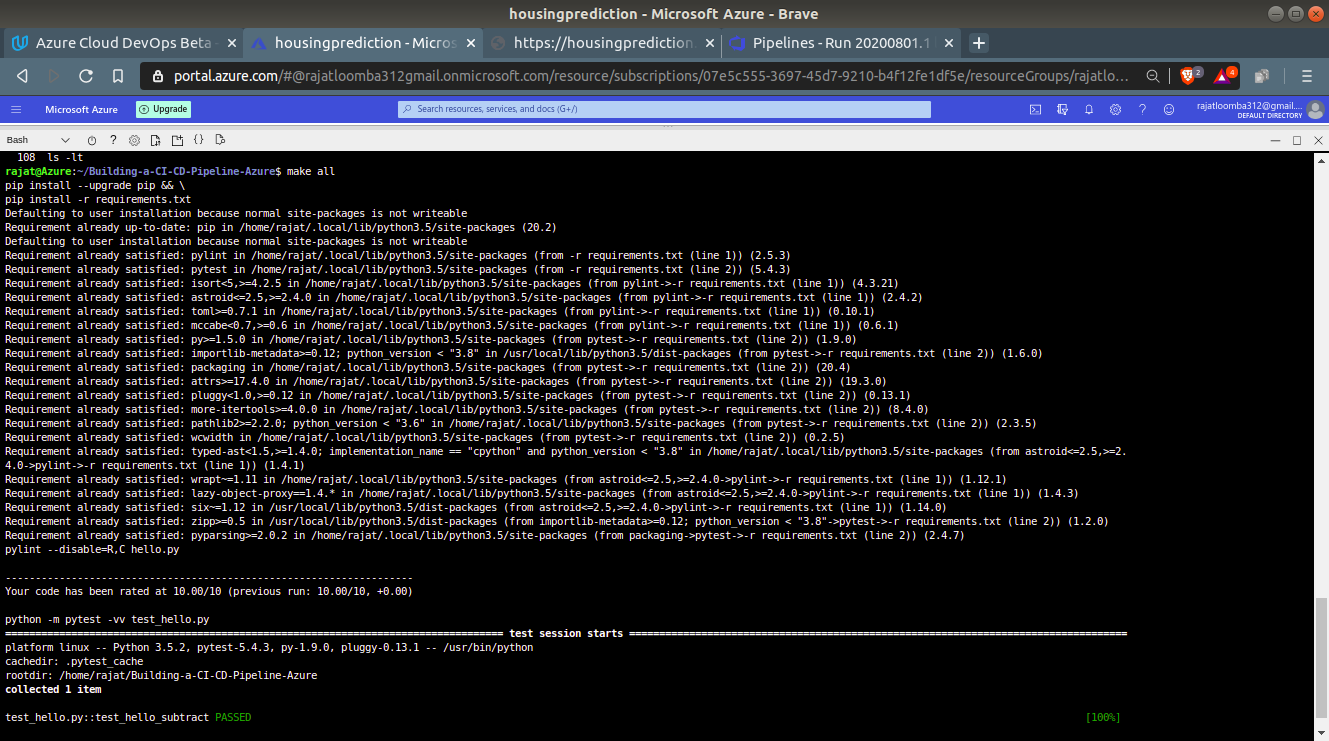 housingprediction - Microsoft Azure - Brave
Azure Cloud DevOps Beta -
housingprediction - Micros
https://housingprediction.
Pipelines - Run 20200801.1
portal.azure.com/#@rajatloomba312gmail.onmicrosoft.com/resource/subscriptions/07e5c555-3697-45d7-9210-b4f12fe1df5e/resourceGroups/rajatlo...
2
4
Microsoft Azure
Upgrade
Search resources, services, and docs (G+/)
rajatloomba312@gmail....
DEFAULT DIRECTORY
Bash
108  ls -lt
rajat@Azure:~/Building-a-CI-CD-Pipeline-Azure$ make all
pip install --upgrade pip && \
pip install -r requirements.txt
Defaulting to user installation because normal site-packages is not writeable
Requirement already up-to-date: pip in /home/rajat/.local/lib/python3.5/site-packages (20.2)
Defaulting to user installation because normal site-packages is not writeable
Requirement already satisfied: pylint in /home/rajat/.local/lib/python3.5/site-packages (from -r requirements.txt (line 1)) (2.5.3)
Requirement already satisfied: pytest in /home/rajat/.local/lib/python3.5/site-packages (from -r requirements.txt (line 2)) (5.4.3)
Requirement already satisfied: isort<5,>=4.2.5 in /home/rajat/.local/lib/python3.5/site-packages (from pylint->-r requirements.txt (line 1)) (4.3.21)
Requirement already satisfied: astroid<=2.5,>=2.4.0 in /home/rajat/.local/lib/python3.5/site-packages (from pylint->-r requirements.txt (line 1)) (2.4.2)
Requirement already satisfied: toml>=0.7.1 in /home/rajat/.local/lib/python3.5/site-packages (from pylint->-r requirements.txt (line 1)) (0.10.1)
Requirement already satisfied: mccabe<0.7,>=0.6 in /home/rajat/.local/lib/python3.5/site-packages (from pylint->-r requirements.txt (line 1)) (0.6.1)
Requirement already satisfied: py>=1.5.0 in /home/rajat/.local/lib/python3.5/site-packages (from pytest->-r requirements.txt (line 2)) (1.9.0)
Requirement already satisfied: importlib-metadata>=0.12; python_version < "3.8" in /usr/local/lib/python3.5/dist-packages (from pytest->-r requirements.txt (line 2)) (1.6.0)
Requirement already satisfied: packaging in /home/rajat/.local/lib/python3.5/site-packages (from pytest->-r requirements.txt (line 2)) (20.4)
Requirement already satisfied: attrs>=17.4.0 in /home/rajat/.local/lib/python3.5/site-packages (from pytest->-r requirements.txt (line 2)) (19.3.0)
Requirement already satisfied: pluggy<1.0,>=0.12 in /home/rajat/.local/lib/python3.5/site-packages (from pytest->-r requirements.txt (line 2)) (0.13.1)
Requirement already satisfied: more-itertools>=4.0.0 in /home/rajat/.local/lib/python3.5/site-packages (from pytest->-r requirements.txt (line 2)) (8.4.0)
Requirement already satisfied: pathlib2>=2.2.0; python_version < "3.6" in /home/rajat/.local/lib/python3.5/site-packages (from pytest->-r requirements.txt (line 2)) (2.3.5)
Requirement already satisfied: wcwidth in /home/rajat/.local/lib/python3.5/site-packages (from pytest->-r requirements.txt (line 2)) (0.2.5)
Requirement already satisfied: typed-ast<1.5,>=1.4.0; implementation_name == "cpython" and python_version < "3.8" in /home/rajat/.local/lib/python3.5/site-packages (from astroid<=2.5,>=2.
4.0->pylint->-r requirements.txt (line 1)) (1.4.1)
Requirement already satisfied: wrapt~=1.11 in /home/rajat/.local/lib/python3.5/site-packages (from astroid<=2.5,>=2.4.0->pylint->-r requirements.txt (line 1)) (1.12.1)
Requirement already satisfied: lazy-object-proxy==1.4.* in /home/rajat/.local/lib/python3.5/site-packages (from astroid<=2.5,>=2.4.0->pylint->-r requirements.txt (line 1)) (1.4.3)
Requirement already satisfied: six~=1.12 in /usr/local/lib/python3.5/dist-packages (from astroid<=2.5,>=2.4.0->pylint->-r requirements.txt (line 1)) (1.14.0)
Requirement already satisfied: zipp>=0.5 in /usr/local/lib/python3.5/dist-packages (from importlib-metadata>=0.12; python_version < "3.8"->pytest->-r requirements.txt (line 2)) (1.2.0)
Requirement already satisfied: pyparsing>=2.0.2 in /home/rajat/.local/lib/python3.5/site-packages (from packaging->pytest->-r requirements.txt (line 2)) (2.4.7)
pylint --disable=R,C hello.py
--------------------------------------------------------------------
Your code has been rated at 10.00/10 (previous run: 10.00/10, +0.00)
python -m pytest -vv test_hello.py
=================================================================================== test session starts ===================================================================================
platform linux -- Python 3.5.2, pytest-5.4.3, py-1.9.0, pluggy-0.13.1 -- /usr/bin/python
cachedir: .pytest_cache
rootdir: /home/rajat/Building-a-CI-CD-Pipeline-Azure
collected 1 item
test_hello.py::test_hello_subtract PASSED [100%]